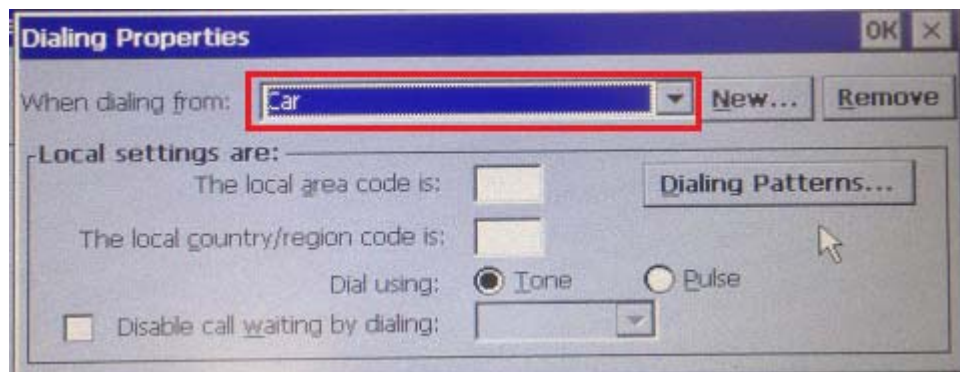 Dialing Properties OK ×
When dialing from: Car New... Remove
Local settings are:
The local area code is: Dialing Patterns...
The local country/region code is:
Dial using: Tone Pulse
Disable call waiting by dialing: